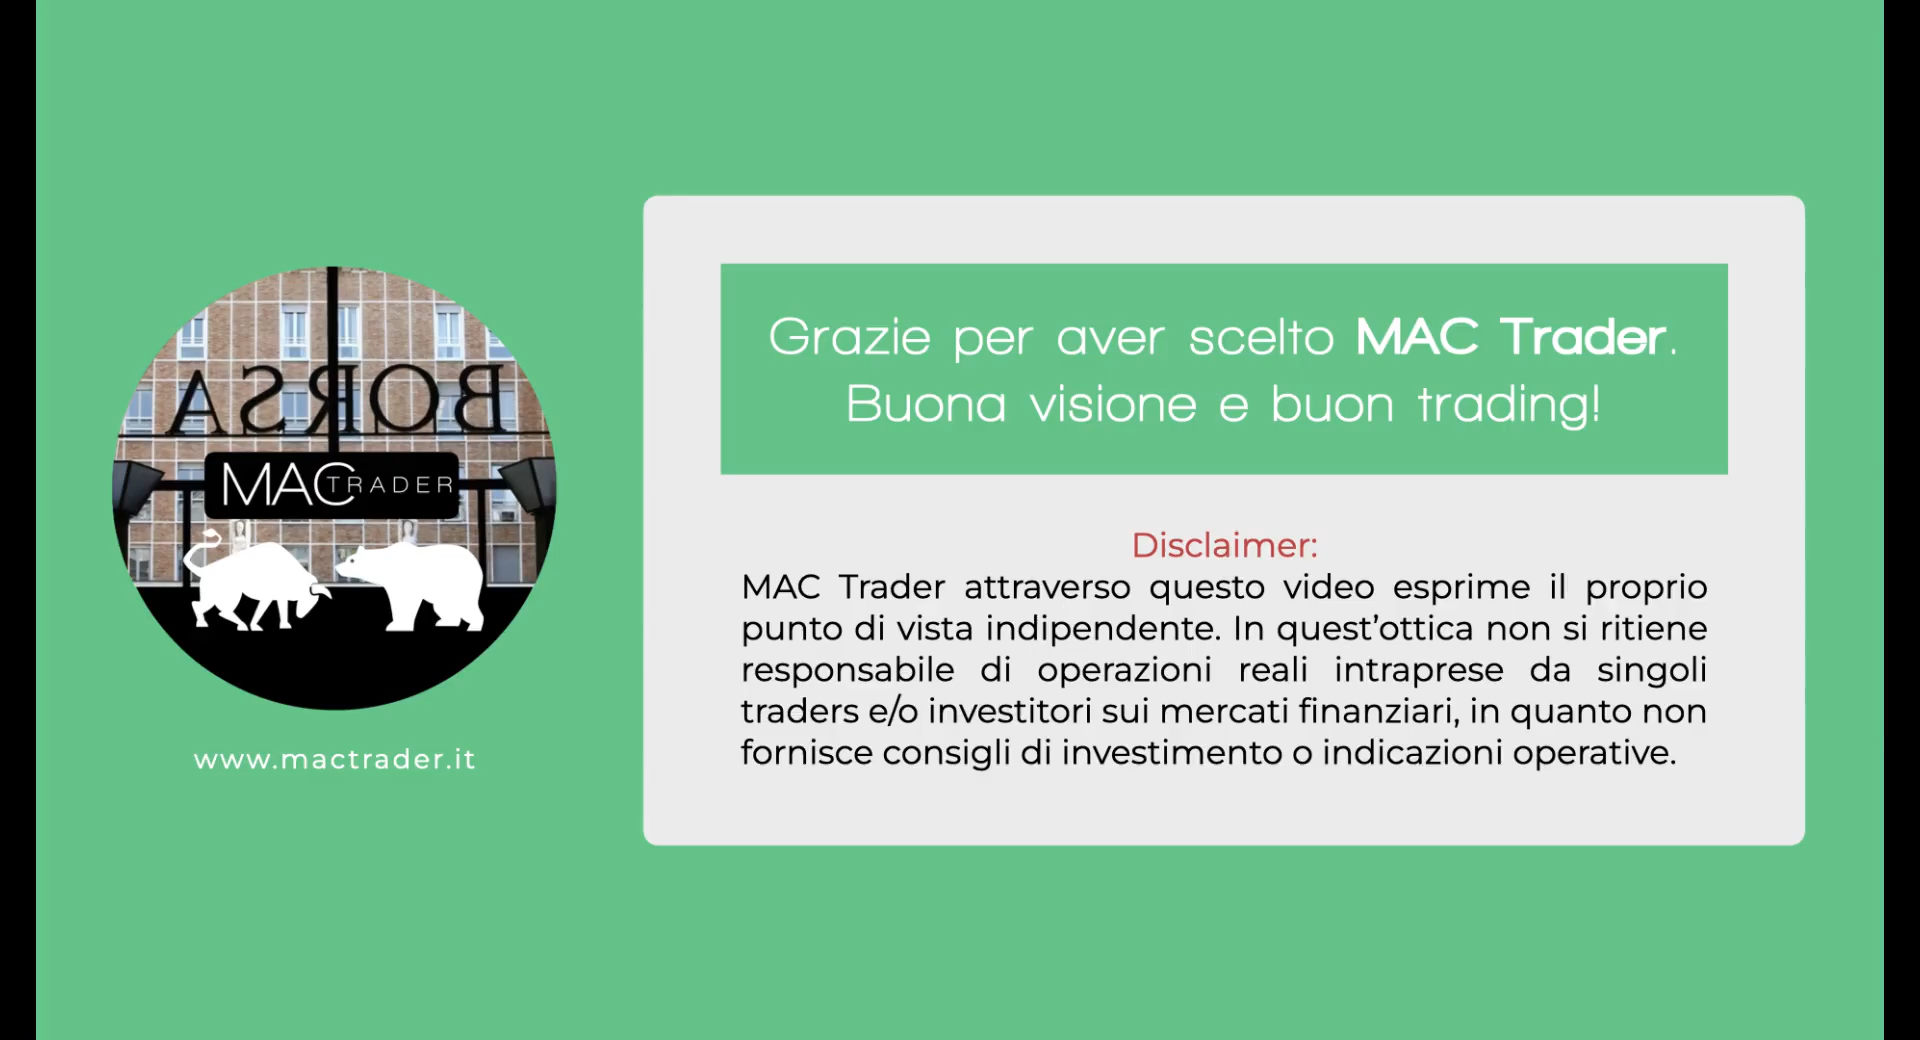 BORSA
MAC TRADER
www.mactrader.it
Grazie per aver scelto MAC Trader.
Buona visione e buon trading!
Disclaimer:
MAC Trader attraverso questo video esprime il proprio
punto di vista indipendente. In quest’ottica non si ritiene
responsabile di operazioni reali intraprese da singoli
traders e/o investitori sui mercati finanziari, in quanto non
fornisce consigli di investimento o indicazioni operative.